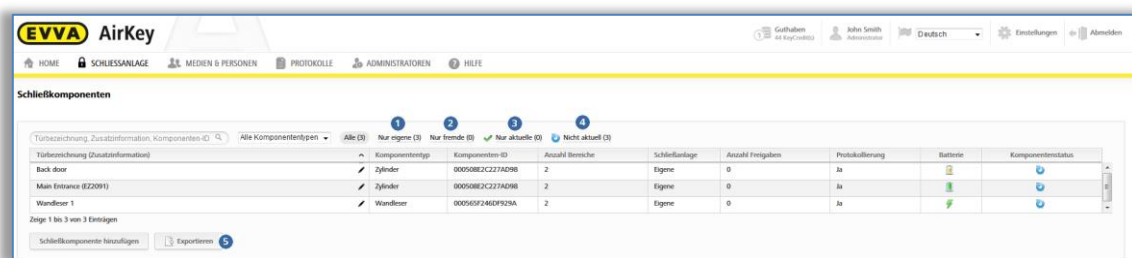 EVVA AirKey
Guthaben
44 KeyCredit(s)
John Smith
Administrator
Deutsch
Einstellungen
Abmelden
HOME SCHLIESSANLAGE MEDIEN & PERSONEN PROTOKOLLE ADMINISTRATOREN HILFE
Schließkomponenten
1 2 3 4
Türbezeichnung, Zusatzinformation, Komponenten-ID Alle Komponententypen Alle (3) Nur eigene (3) Nur fremde (0) Nur aktuelle (0) Nicht aktuell (3)
Türbezeichnung (Zusatzinformation) Komponententyp Komponenten-ID Anzahl Bereiche Schließanlage Anzahl Freigaben Protokollierung Batterie Komponentenstatus
Back door Zylinder 000508E2C227AD98 2 Eigene 0 Ja
Main Entrance (EZ2091) Zylinder 000508E2C227AD9B 2 Eigene 0 Ja
Wandleser 1 Wandleser 000565F246DF929A 2 Eigene 0 Ja
Zeige 1 bis 3 von 3 Einträgen
Schließkomponente hinzufügen Exportieren 5